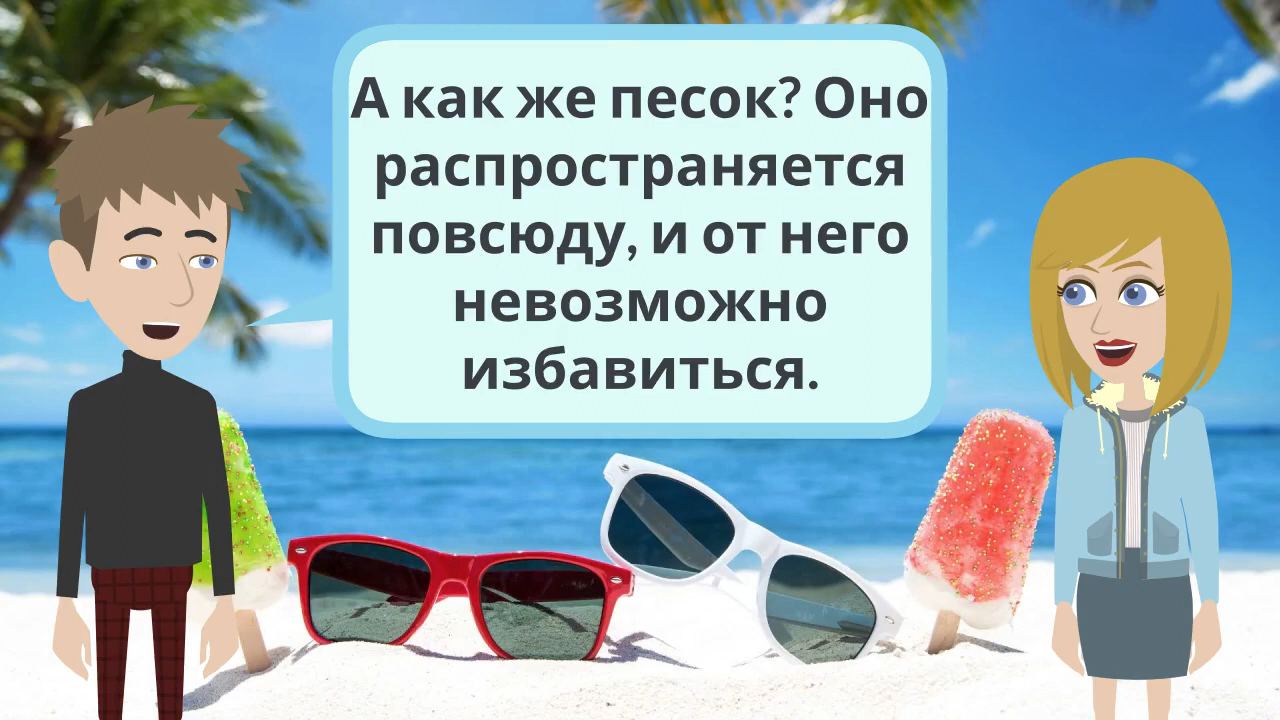 А как же песок? Оно
распространяется
повсюду, и от него
невозможно
избавиться.